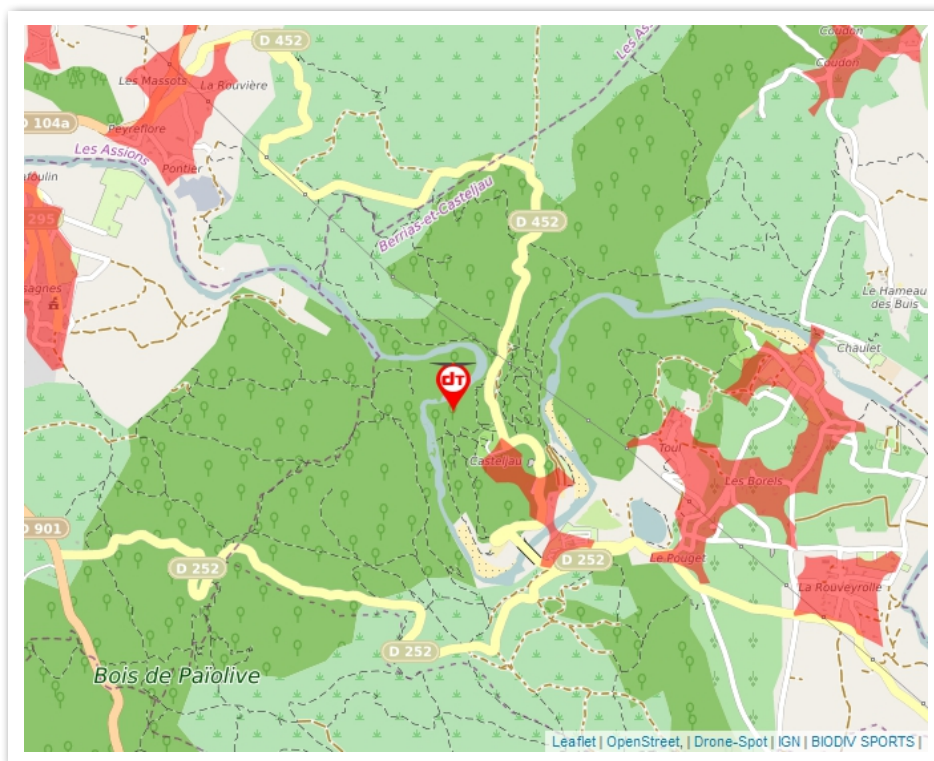 D 452
Coudon
Coudon
Les Massots
La Rouvière
D 104a
Peyreflore
Les Assions
Pontier
295
Berrias-et-Casteljau
D 452
Le Hameau
des Buis
Chaulet
dT
Toul
Casteljau
Les Borels
D 901
D 252
D 252
Le Pouget
La Rouveyrolle
D 252
Bois de Païolive
Leaflet | OpenStreet, | Drone-Spot | IGN | BIODIV SPORTS |